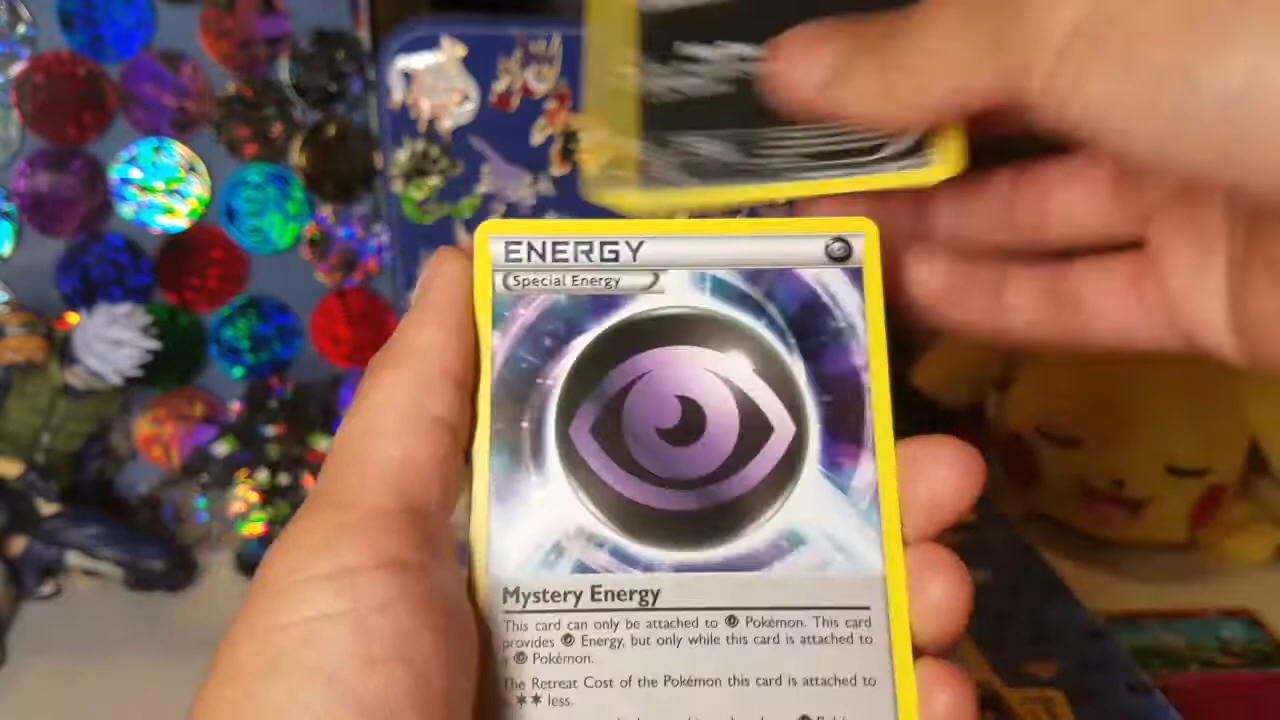 ENERGY
Special Energy
Mystery Energy
This card can only be attached to Pokémon. This card
provides Energy, but only while this card is attached to
Pokémon.
The Retreat Cost of the Pokémon this card is attached to
less.